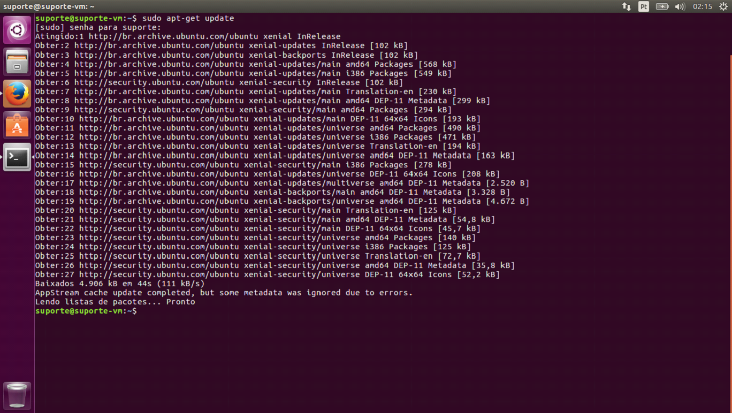 suporte@suporte-vm: ~
Pt
02:15
suporte@suporte-vm:~$ sudo apt-get update
[sudo] senha para suporte:
Atingido:1 http://br.archive.ubuntu.com/ubuntu xenial InRelease
Obter:2 http://br.archive.ubuntu.com/ubuntu xenial-updates InRelease [102 kB]
Obter:3 http://br.archive.ubuntu.com/ubuntu xenial-backports InRelease [102 kB]
Obter:4 http://br.archive.ubuntu.com/ubuntu xenial-updates/main amd64 Packages [568 kB]
Obter:5 http://br.archive.ubuntu.com/ubuntu xenial-updates/main i386 Packages [549 kB]
Obter:6 http://security.ubuntu.com/ubuntu xenial-security InRelease [102 kB]
Obter:7 http://br.archive.ubuntu.com/ubuntu xenial-updates/main Translation-en [230 kB]
Obter:8 http://br.archive.ubuntu.com/ubuntu xenial-updates/main amd64 DEP-11 Metadata [299 kB]
Obter:9 http://security.ubuntu.com/ubuntu xenial-security/main amd64 Packages [294 kB]
Obter:10 http://br.archive.ubuntu.com/ubuntu xenial-updates/main DEP-11 64x64 Icons [193 kB]
Obter:11 http://br.archive.ubuntu.com/ubuntu xenial-updates/universe amd64 Packages [490 kB]
Obter:12 http://br.archive.ubuntu.com/ubuntu xenial-updates/universe i386 Packages [471 kB]
Obter:13 http://br.archive.ubuntu.com/ubuntu xenial-updates/universe Translation-en [194 kB]
Obter:14 http://br.archive.ubuntu.com/ubuntu xenial-updates/universe amd64 DEP-11 Metadata [163 kB]
Obter:15 http://security.ubuntu.com/ubuntu xenial-security/main i386 Packages [278 kB]
Obter:16 http://br.archive.ubuntu.com/ubuntu xenial-updates/universe DEP-11 64x64 Icons [208 kB]
Obter:17 http://br.archive.ubuntu.com/ubuntu xenial-updates/multiverse amd64 DEP-11 Metadata [2.520 B]
Obter:18 http://br.archive.ubuntu.com/ubuntu xenial-backports/main amd64 DEP-11 Metadata [3.328 B]
Obter:19 http://br.archive.ubuntu.com/ubuntu xenial-backports/universe amd64 DEP-11 Metadata [4.672 B]
Obter:20 http://security.ubuntu.com/ubuntu xenial-security/main Translation-en [125 kB]
Obter:21 http://security.ubuntu.com/ubuntu xenial-security/main amd64 DEP-11 Metadata [54,8 kB]
Obter:22 http://security.ubuntu.com/ubuntu xenial-security/main DEP-11 64x64 Icons [45,7 kB]
Obter:23 http://security.ubuntu.com/ubuntu xenial-security/universe amd64 Packages [140 kB]
Obter:24 http://security.ubuntu.com/ubuntu xenial-security/universe i386 Packages [125 kB]
Obter:25 http://security.ubuntu.com/ubuntu xenial-security/universe Translation-en [72,7 kB]
Obter:26 http://security.ubuntu.com/ubuntu xenial-security/universe amd64 DEP-11 Metadata [35,8 kB]
Obter:27 http://security.ubuntu.com/ubuntu xenial-security/universe DEP-11 64x64 Icons [52,2 kB]
Baixados 4.906 kB em 44s (111 kB/s)
AppStream cache update completed, but some metadata was ignored due to errors.
Lendo listas de pacotes... Pronto
suporte@suporte-vm:~$